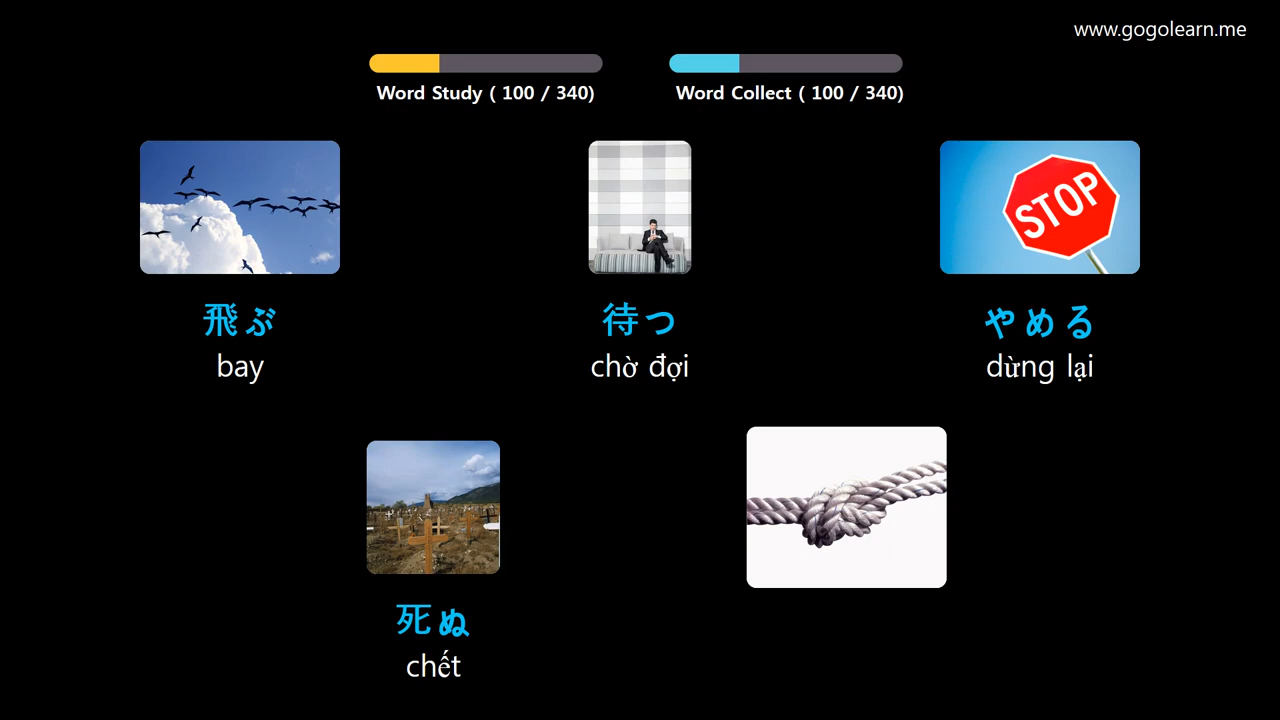 www.gogolearn.me
Word Study ( 100 / 340)
Word Collect ( 100 / 340)
STOP
飛ぶ
bay
待つ
chờ đợi
やめる
dừng lại
死ぬ
chết